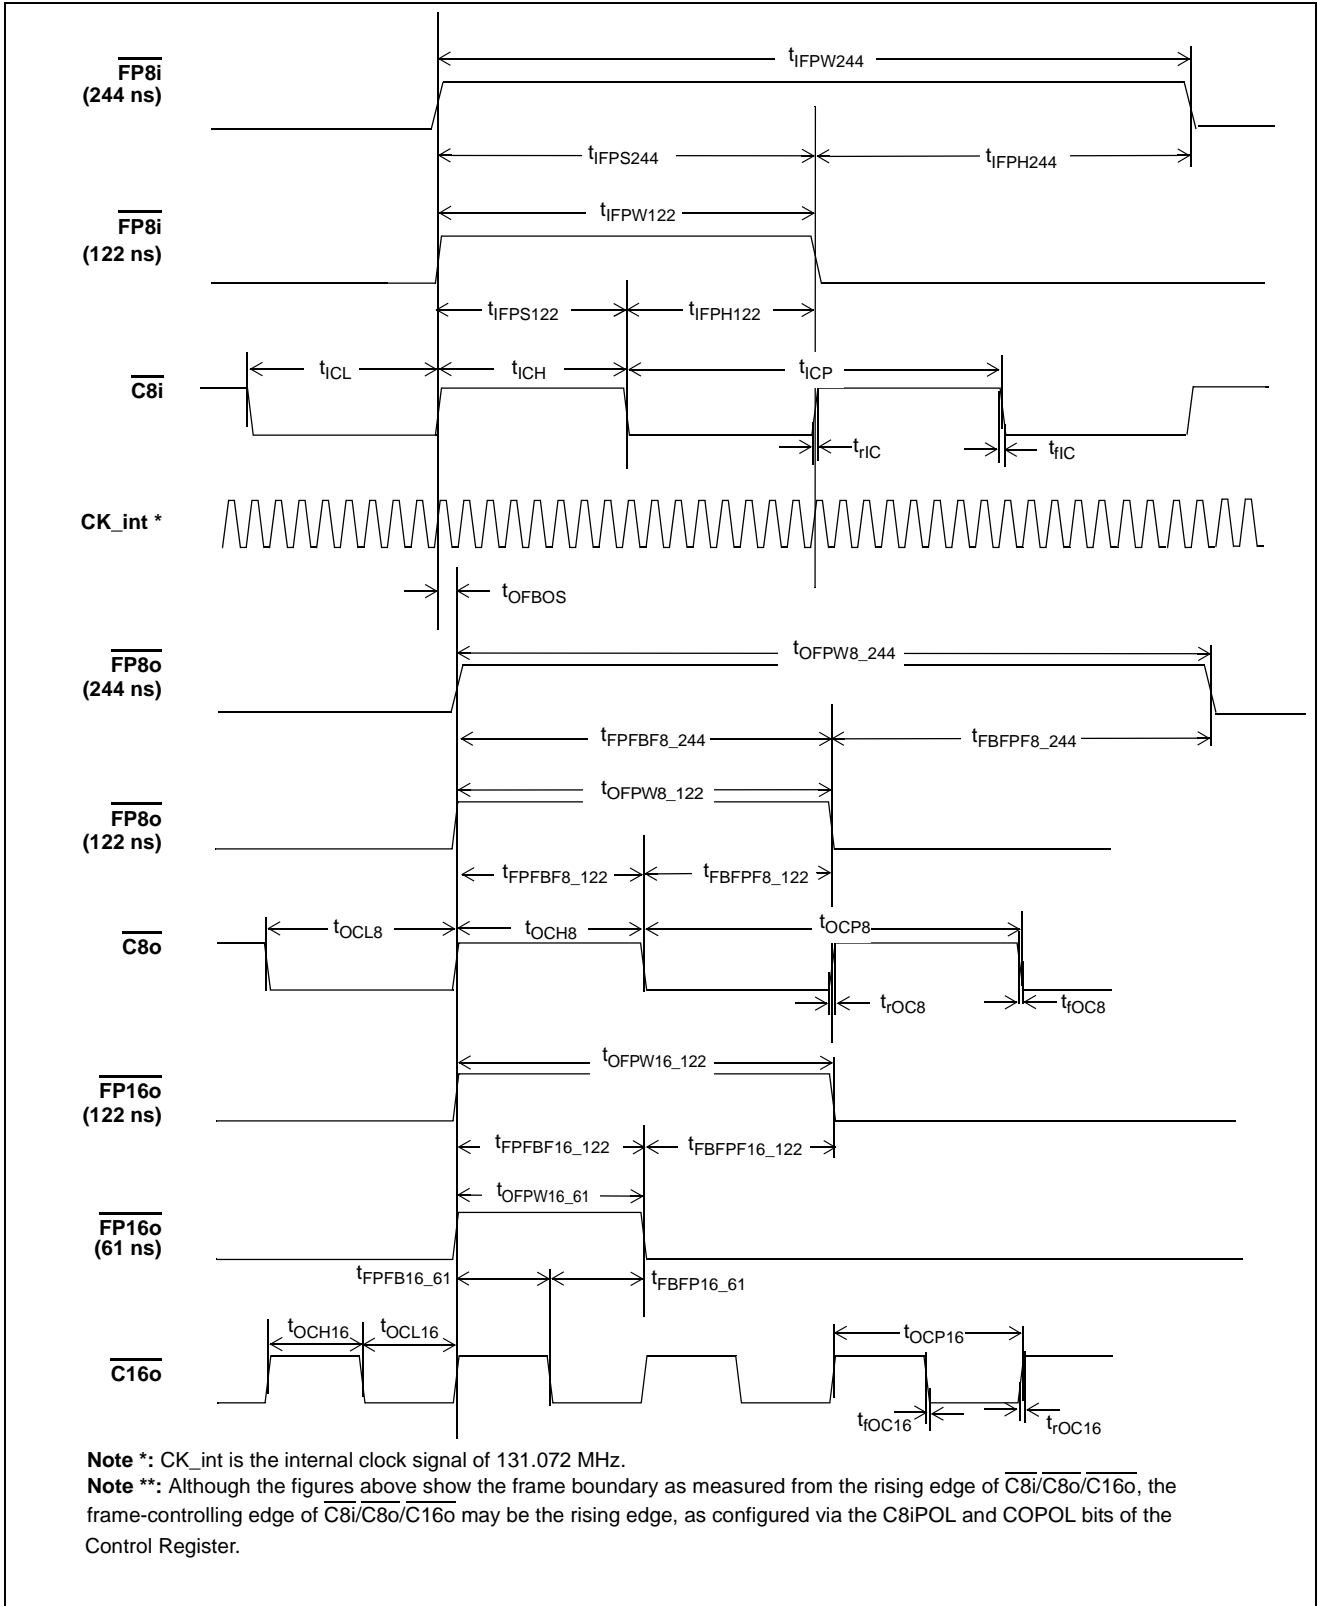 FP8i
(244 ns)
tIFPW244
tIFPS244
tIFPH244
FP8i
(122 ns)
tIFPW122
tIFPS122
tIFPH122
C8i
tICL
tICH
tICP
trIC
tfIC
CK_int *
tOFBOS
FP8o
(244 ns)
tOFPW8_244
tFPFBF8_244
tFBFPF8_244
FP8o
(122 ns)
tOFPW8_122
tFPFBF8_122
tFBFPF8_122
C8o
tOCL8
tOCH8
tOCP8
trOC8
tfOC8
FP16o
(122 ns)
tOFPW16_122
tFPFBF16_122
tFBFPF16_122
FP16o
(61 ns)
tOFPW16_61
tFPFB16_61
tFBFP16_61
C16o
tOCH16
tOCL16
tOCP16
tfOC16
trOC16
Note *: CK_int is the internal clock signal of 131.072 MHz.
Note **: Although the figures above show the frame boundary as measured from the rising edge of C8i/C8o/C16o, the
frame-controlling edge of C8i/C8o/C16o may be the rising edge, as configured via the C8iPOL and COPOL bits of the
Control Register.